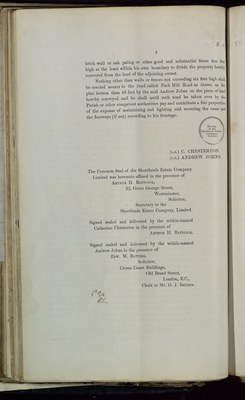 4
brick wall or oak paling or other good and substantial fence five feet
high at the least within his own boundary to divide the property hereby
conveyed from the land of the adjoining owner.
Nothing other than walls or fences not exceeding six feet high shall
be erected nearer to the road called Park Hill Road as shown on the
plan hereon than 40 feet by the said Andrew Johns on the piece of land
hereby conveyed and he shall until such road be taken over by the
Parish or other competent authorities pay and contribute a fair proportion
of the expense of maintaining and lighting and mending the same and
the footways (if any) according to his frontage.
(L.S.) C. CHESTERTON.
(L.S.) ANDREW JOHNS.
The Common Seal of the Shortlands Estate Company
Limited was hereunto affixed in the presence of
Arthur H.
Great George Street,
Westminster,
Solicitor,
Secretary to the
Shortlands Estate Company, Limited.
Signed sealed and delivered by the within-named
Catherine Chesterton in the presence of
Arthur H.
Signed sealed and delivered by the within-named
Andrew Johns in the presence of
M.
Solicitor,
Crown Court Buildings,
Old Broad Street,
London, E.C.,
Clerk to Mr. G. J.